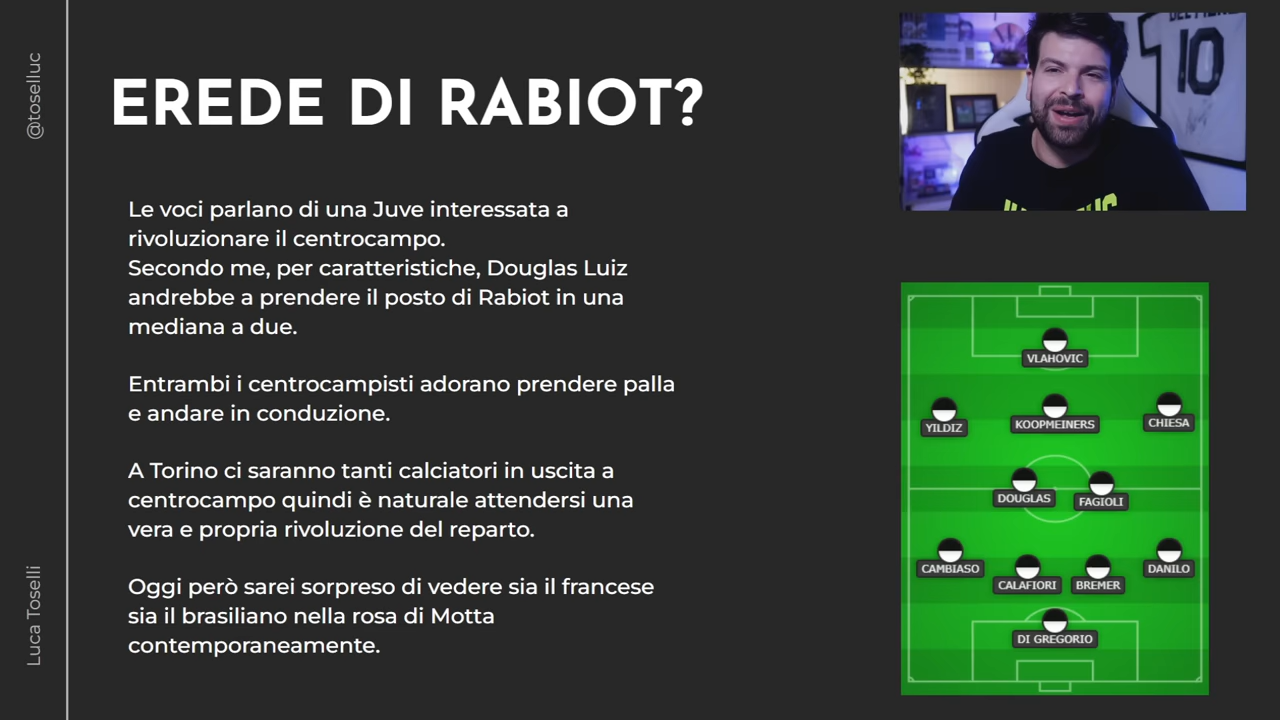 @toselluc
Luca Toselli
EREDE DI RABIOT?
Le voci parlano di una Juve interessata a
rivoluzionare il centrocampo.
Secondo me, per caratteristiche, Douglas Luiz
andrebbe a prendere il posto di Rabiot in una
mediana a due.
Entrambi i centrocampisti adorano prendere palla
e andare in conduzione.
A Torino ci saranno tanti calciatori in uscita a
centrocampo quindi è naturale attendersi una
vera e propria rivoluzione del reparto.
Oggi però sarei sorpreso di vedere sia il francese
sia il brasiliano nella rosa di Motta
contemporaneamente.
10
VLAHOVIC
YILDIZ
KOOPMEINERS
CHIESA
DOUGLAS
FAGIOLI
CAMBIASO
CALAFIORI
BREMER
DANILO
DI GREGORIO